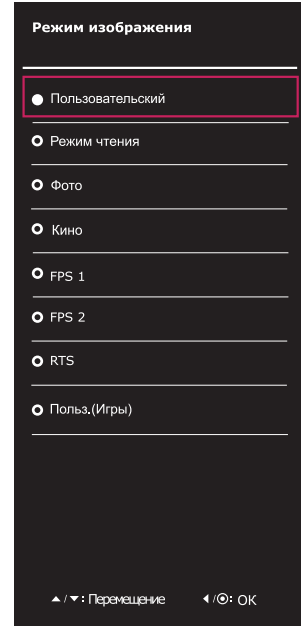 Режим изображения
Пользовательский
Режим чтения
Фото
Кино
FPS 1
FPS 2
RTS
Польз.(Игры)
▲/▼: Перемещение ◄/⦿: OK